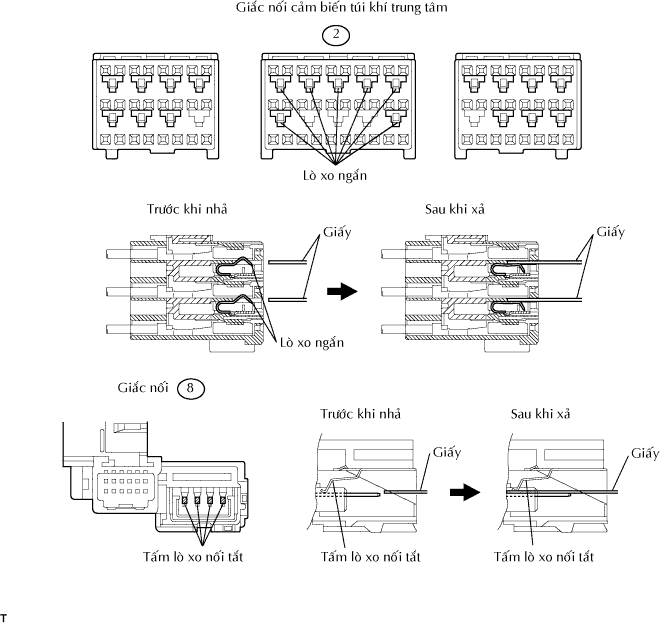 Giắc nối cảm biến túi khí trung tâm
2
Lò xo ngắn
Trước khi nhả
Sau khi xả
Giấy
Giấy
Lò xo ngắn
Giắc nối 8
Trước khi nhả
Sau khi xả
Giấy
Giấy
Tấm lò xo nối tắt
Tấm lò xo nối tắt
Tấm lò xo nối tắt
T